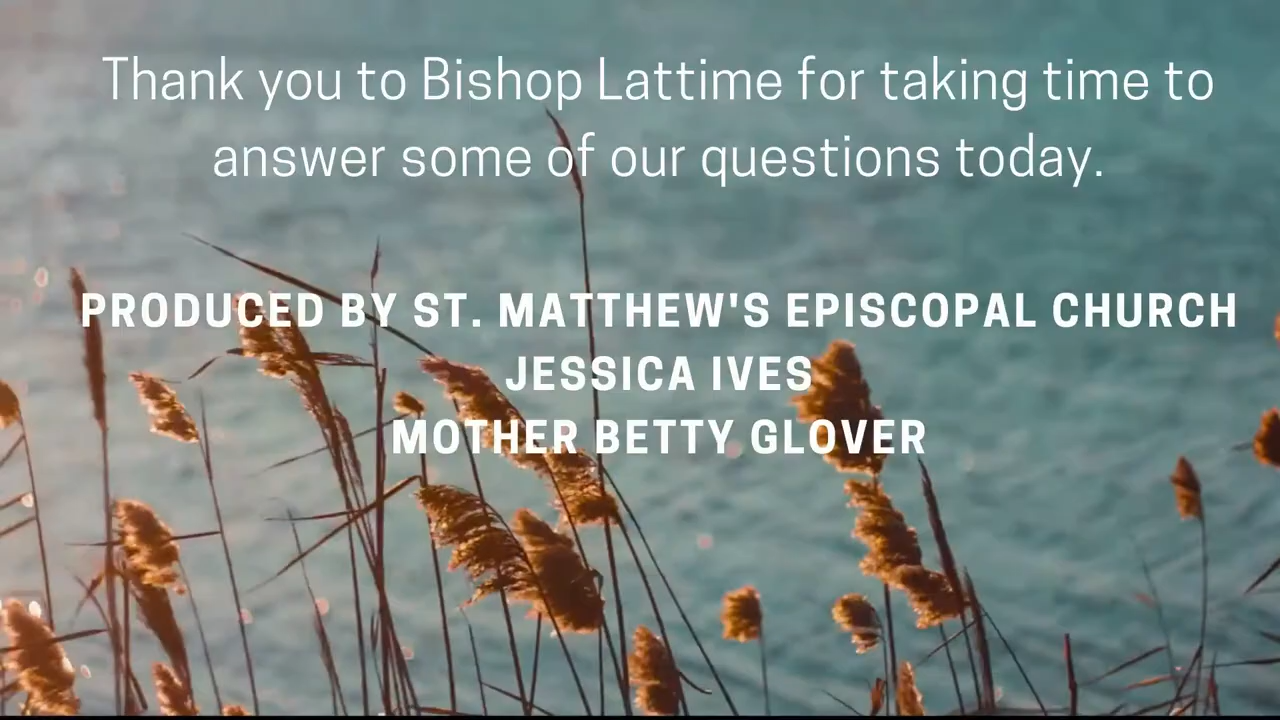 Thank you to Bishop Lattime for taking time to
answer some of our questions today.
PRODUCED BY ST. MATTHEW'S EPISCOPAL CHURCH
JESSICA IVES
MOTHER BETTY GLOVER